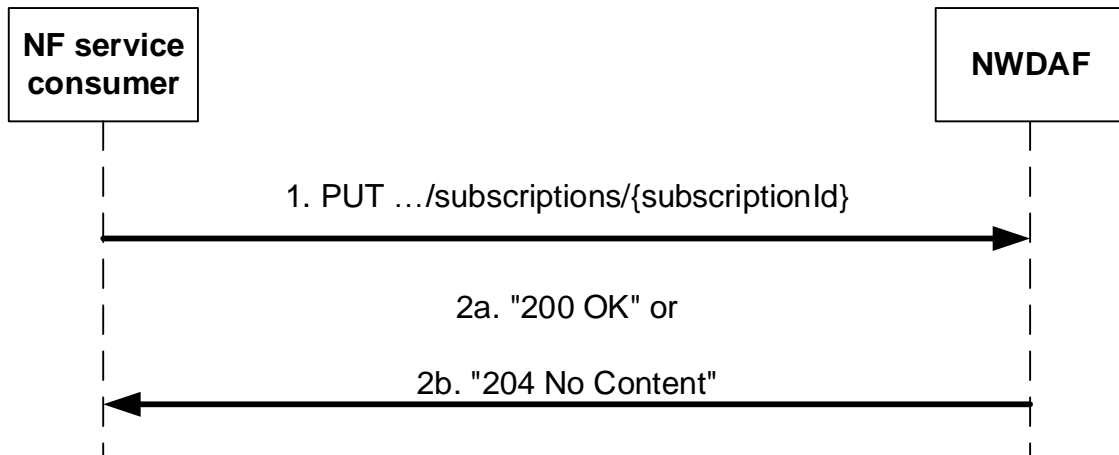 NF service
consumer
NWDAF
1. PUT …/subscriptions/{subscriptionId}
2a. "200 OK" or
2b. "204 No Content"